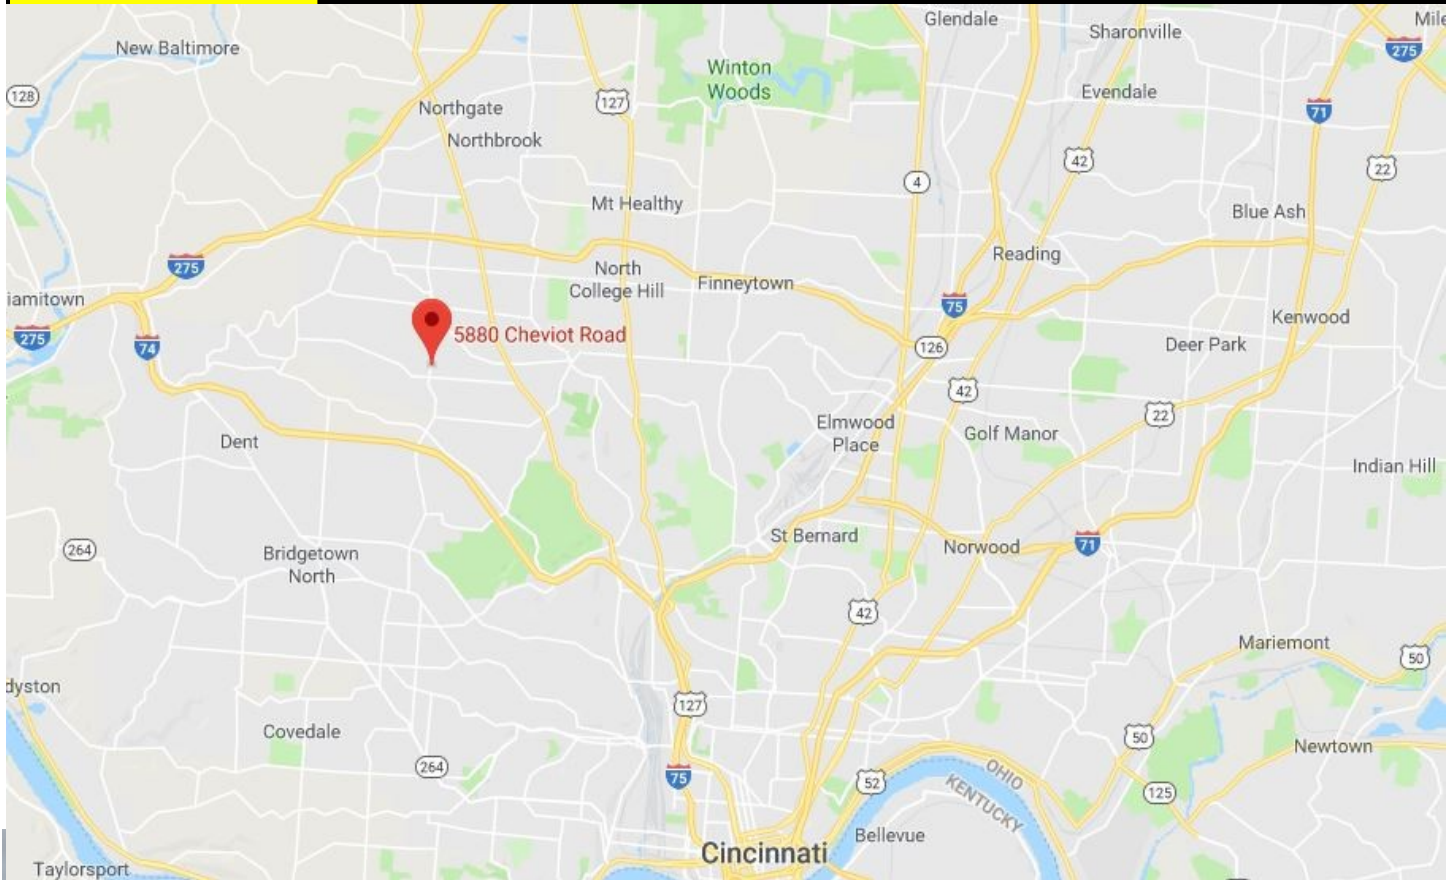 Glendale
Sharonville
Mile
New Baltimore
275
Winton
Woods
128
127
Evendale
71
Northgate
Northbrook
42
22
4
Mt Healthy
Blue Ash
275
Reading
North
College Hill
Finneytown
iamitown
75
Kenwood
275
74
5880 Cheviot Road
126
Deer Park
42
22
Elmwood
Place
Golf Manor
Dent
Indian Hill
264
Bridgetown
North
St Bernard
Norwood
71
42
Mariemont
50
dyston
127
Covedale
50
Newtown
264
75
52
OHIO
KENTUCKY
125
Bellevue
Cincinnati
Taylorsport